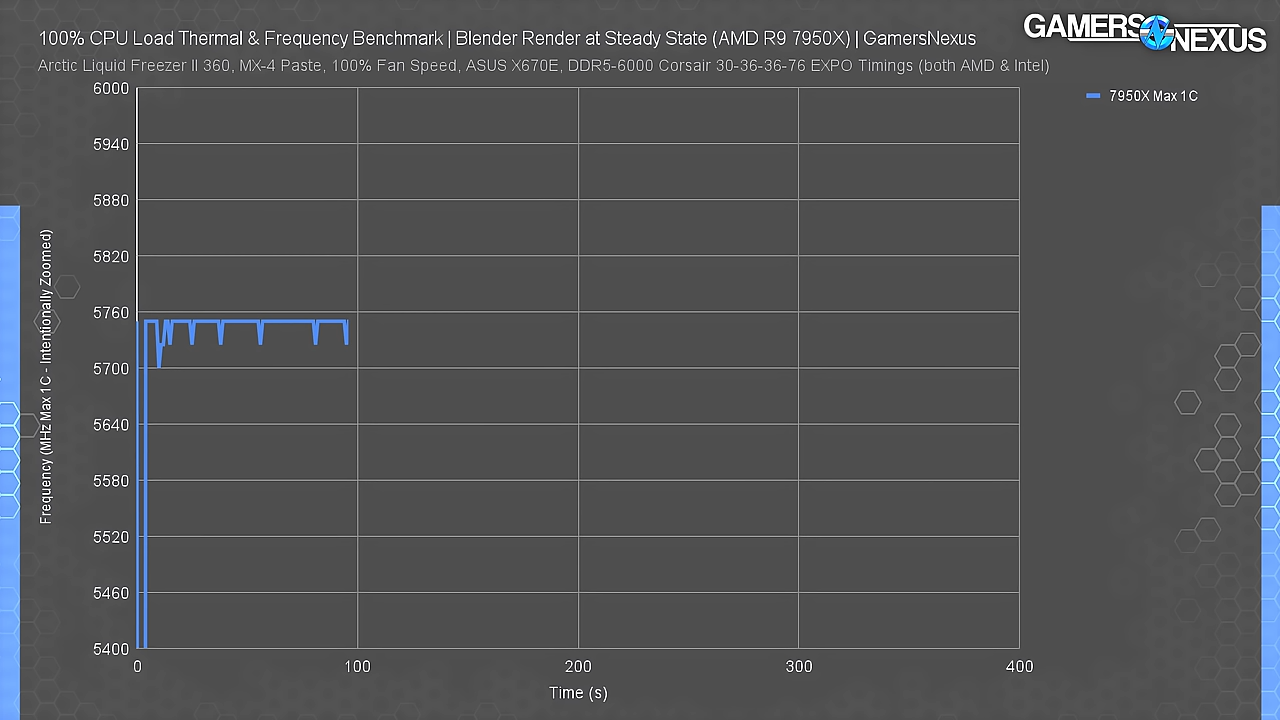 100% CPU Load Thermal & Frequency Benchmark | Blender Render at Steady State (AMD R9 7950X) | GamersNexus
GAMERS NEXUS
Arctic Liquid Freezer II 360, MX-4 Paste, 100% Fan Speed, ASUS X670E, DDR5-6000 Corsair 30-36-36-76 EXPO Timings (both AMD & Intel)
7950X Max 1C
Frequency (MHz Max 1C - Intentionally Zoomed)
6000
5940
5880
5820
5760
5700
5640
5580
5520
5460
5400
0 100 200 300 400
Time (s)